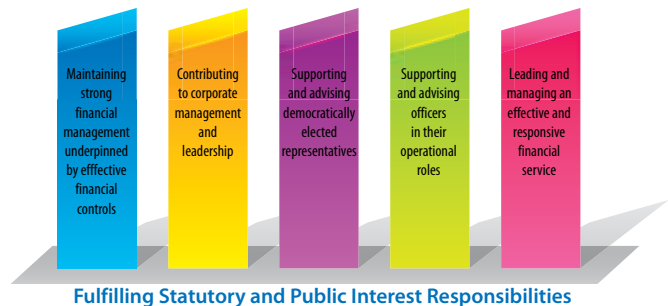 Maintaining
strong
financial
management
underpinned
by efffective
financial
controls
Contributing
to corporate
management
and
leadership
Supporting
and advising
democratically
elected
representatives
Supporting
and advising
officers
in their
operational
roles
Leading and
managing an
effective and
responsive
financial
service
Fulfilling Statutory and Public Interest Responsibilities